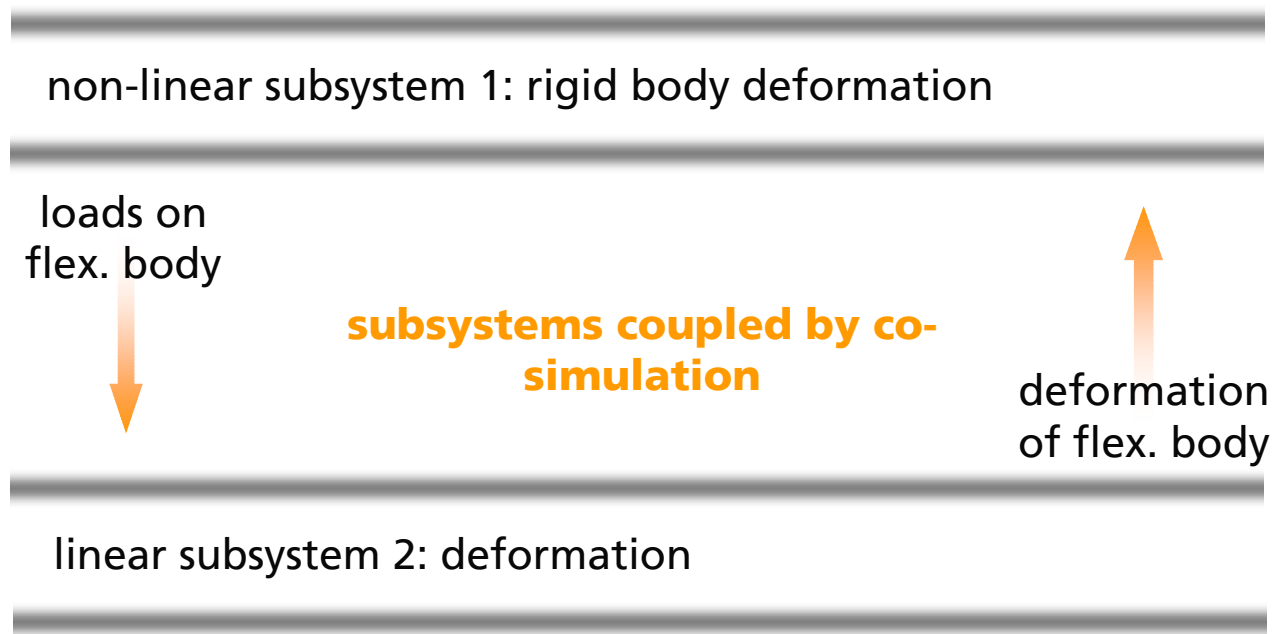 non-linear subsystem 1: rigid body deformation
loads on
flex. body
subsystems coupled by co-
simulation
deformation
of flex. body
linear subsystem 2: deformation